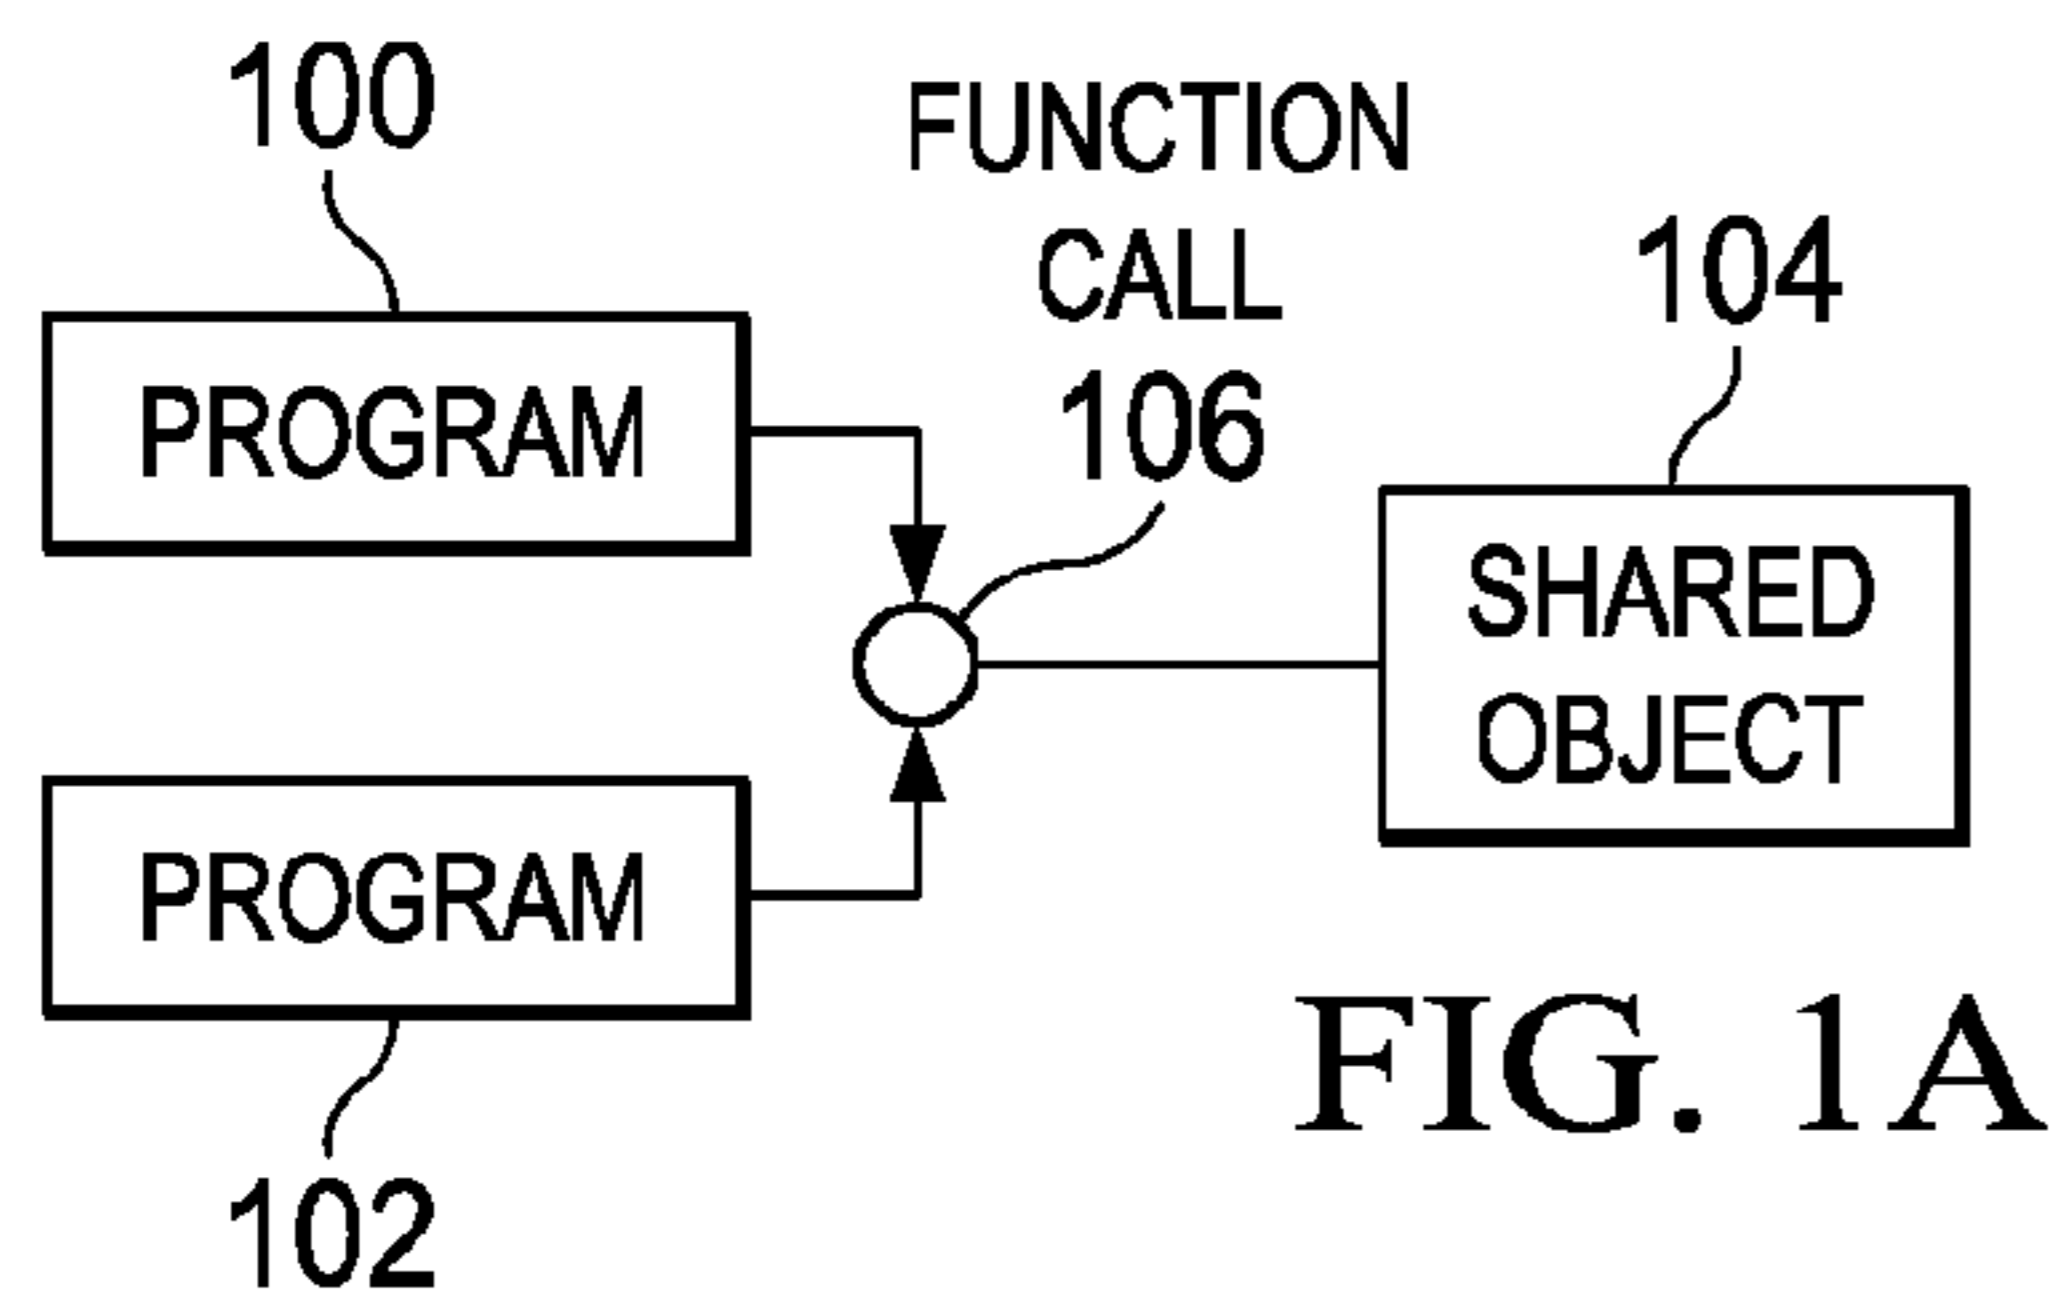 100
FUNCTION
CALL
106
104
PROGRAM
SHARED
OBJECT
PROGRAM
102
FIG. 1A